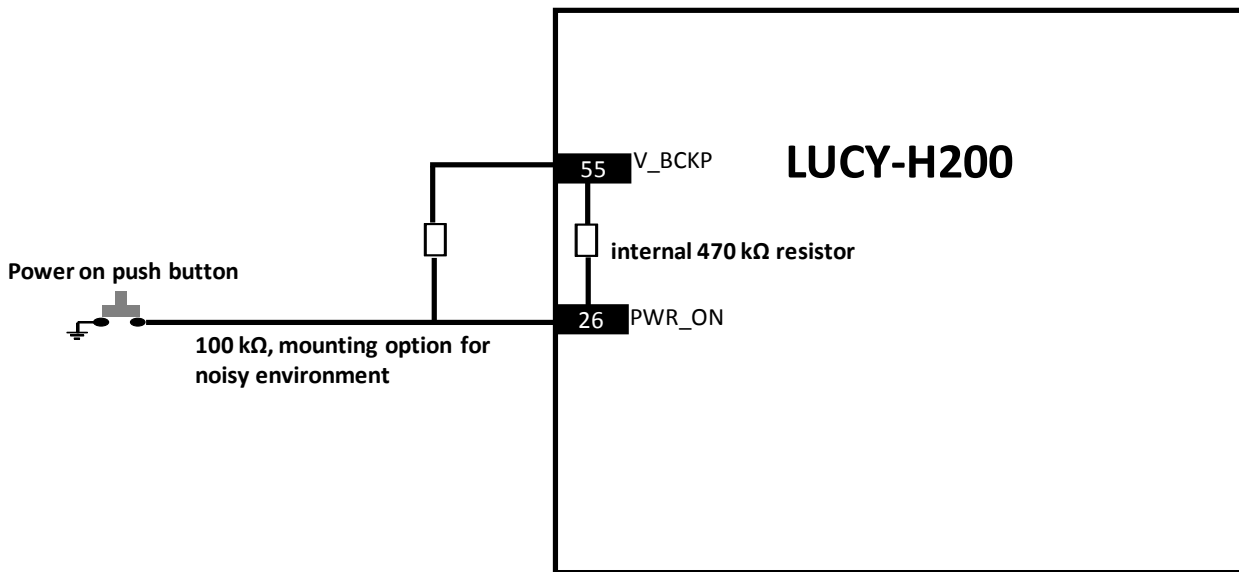 V_BCKP
55
LUCY-H200
internal 470 kΩ resistor
Power on push button
26
PWR_ON
100 kΩ, mounting option for
noisy environment